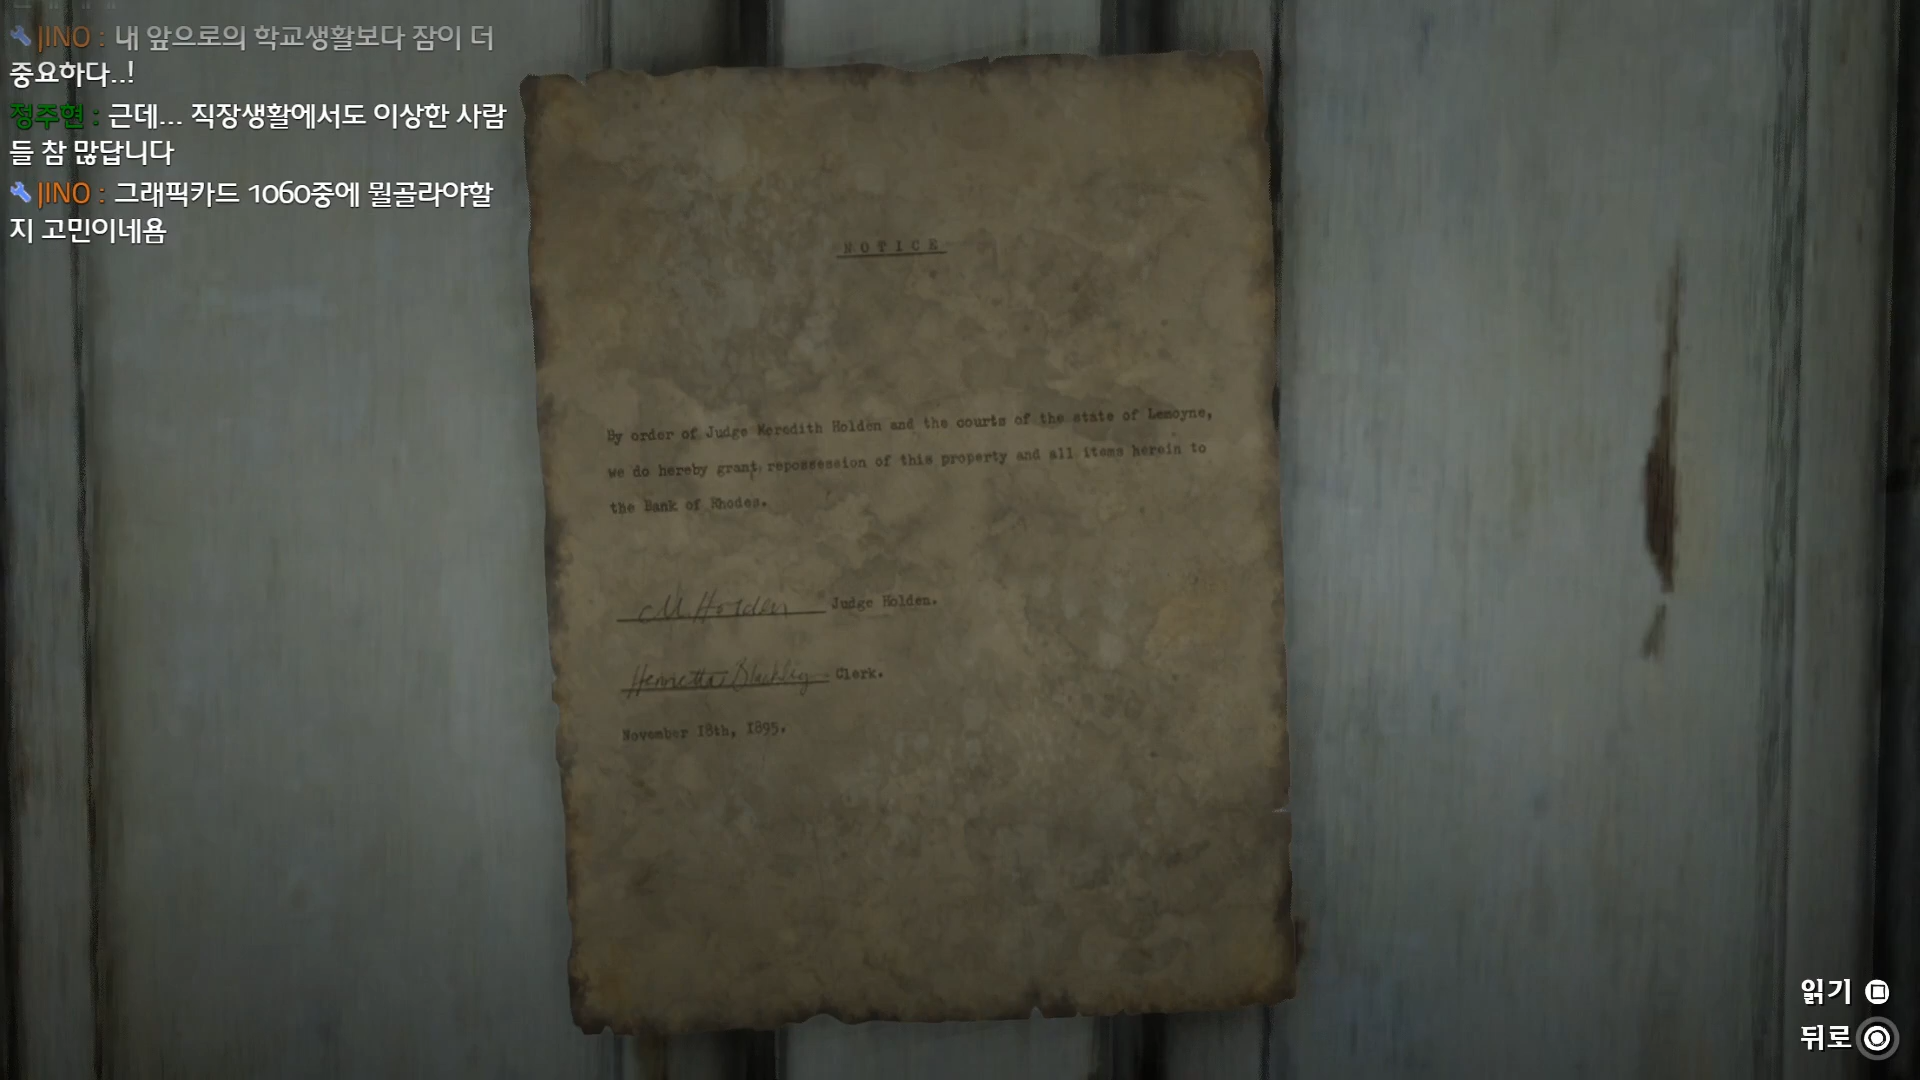 JINO : 내 앞으로의 학교생활보다 잠이 더
중요하다..!
정주현 : 근데... 직장생활에서도 이상한 사람
들 참 많답니다
JINO : 그래픽카드 1060중에 뭘골라야할
지 고민이네욤
NOTICE
By order of Judge Meredith Holden and the courts of the state of Lemoyne,
we do hereby grant repossession of this property and all items herein to
the Bank of Rhodes.
M. Holden Judge Holden.
Henrietta Clerk.
November 18th, 1895.
읽기
뒤로